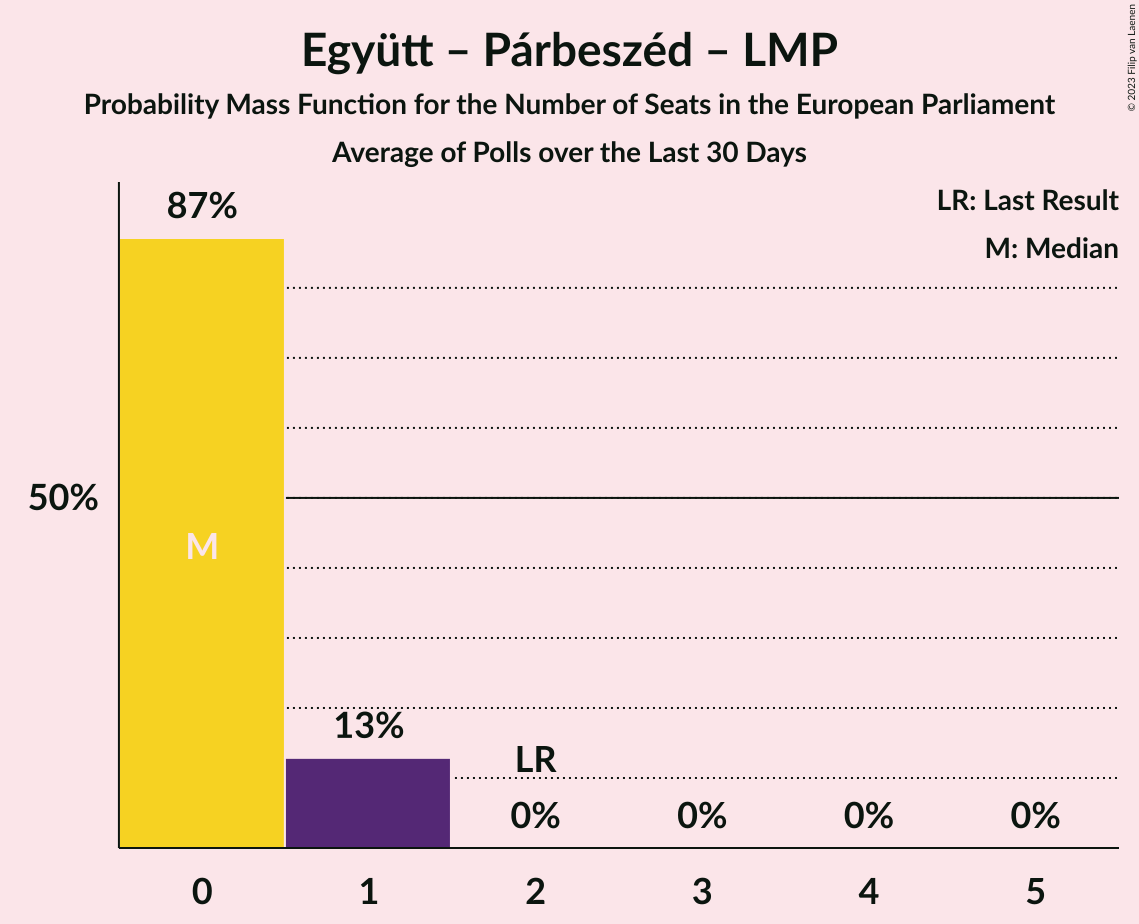 Együtt – Párbeszéd – LMP
Probability Mass Function for the Number of Seats in the European Parliament
Average of Polls over the Last 30 Days
© 2023 Filip van Laenen
LR: Last Result
M: Median
87%
50%
M
13%
LR
0% 0% 0% 0%
0 1 2 3 4 5